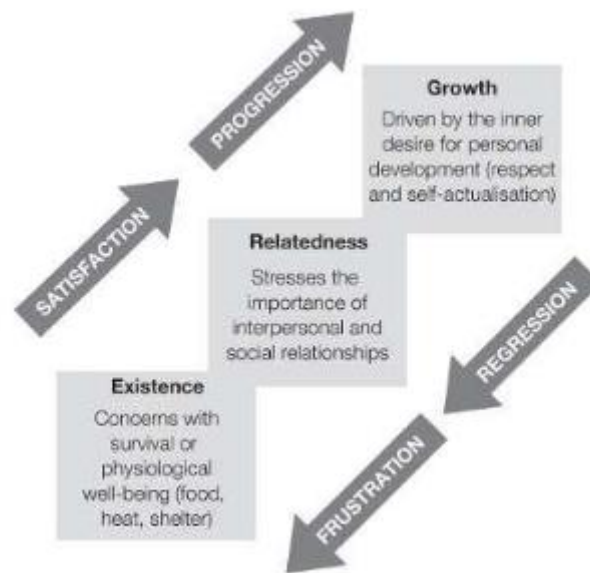 PROGRESSION
SATISFACTION
Growth
Driven by the inner
desire for personal
development (respect
and self-actualisation)
Relatedness
Stresses the
importance of
interpersonal and
social relationships
REGRESSION
Existence
Concerns with
survival or
physiological
well-being (food,
heat, shelter)
FRUSTRATION